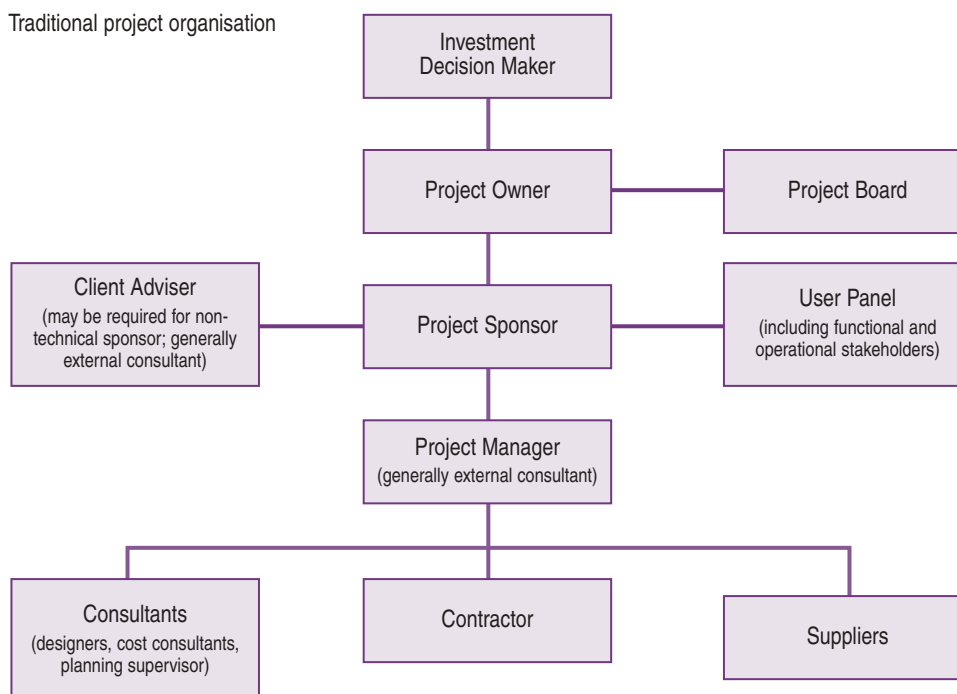 Traditional project organisation
Investment
Decision Maker
Project Owner
Project Board
Client Adviser
(may be required for non-
technical sponsor; generally
external consultant)
Project Sponsor
User Panel
(including functional and
operational stakeholders)
Project Manager
(generally external consultant)
Consultants
(designers, cost consultants,
planning supervisor)
Contractor
Suppliers